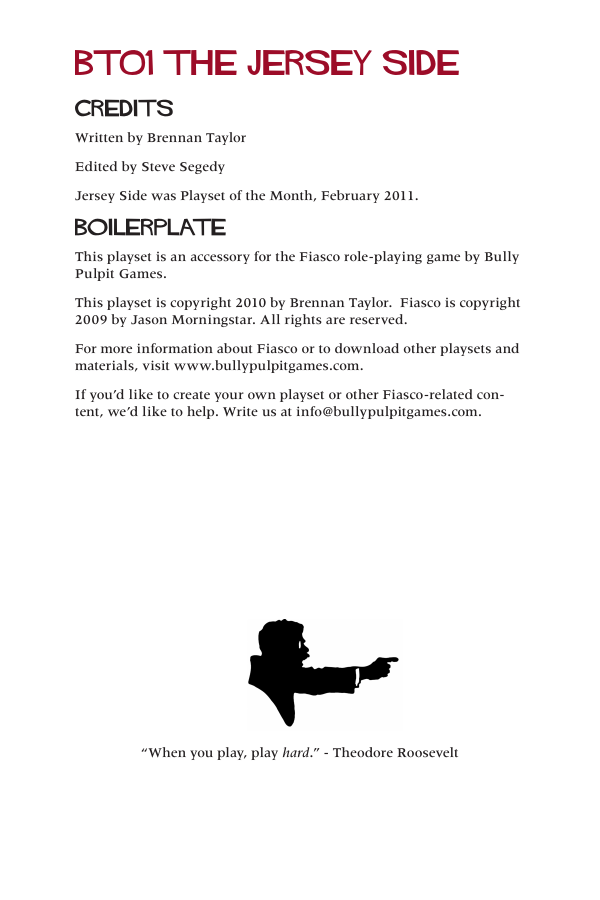 BT01 THE JERSEY SIDE
CREDITS
Written by Brennan Taylor
Edited by Steve Segedy
Jersey Side was Playset of the Month, February 2011.
BOILERPLATE
This playset is an accessory for the Fiasco role-playing game by Bully
Pulpit Games.
This playset is copyright 2010 by Brennan Taylor.  Fiasco is copyright
2009 by Jason Morningstar. All rights are reserved.
For more information about Fiasco or to download other playsets and
materials, visit www.bullypulpitgames.com.
If you’d like to create your own playset or other Fiasco-related con-
tent, we’d like to help. Write us at info@bullypulpitgames.com.
“When you play, play hard.” - Theodore Roosevelt